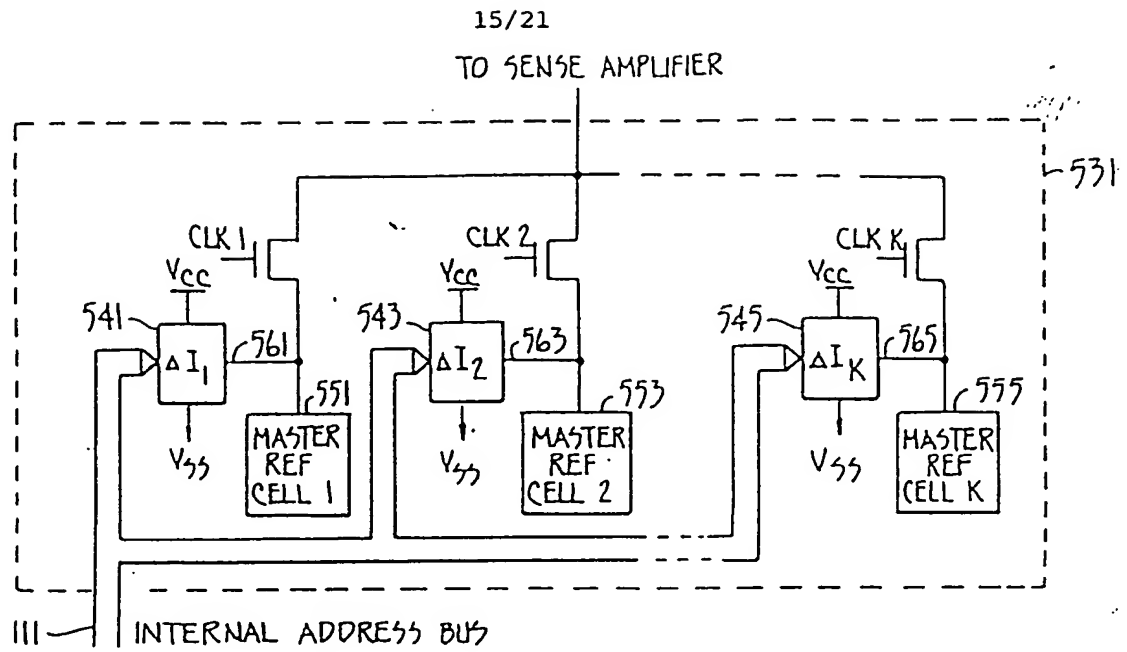 15/21
TO SENSE AMPLIFIER
531
CLK 1
CLK 2
CLK K
VCC
VCC
VCC
541
543
545
ΔI1
561
ΔI2
563
ΔIK
565
551
553
555
VSS
VSS
VSS
MASTER
REF
CELL 1
MASTER
REF
CELL 2
MASTER
REF
CELL K
111
INTERNAL ADDRESS BUS